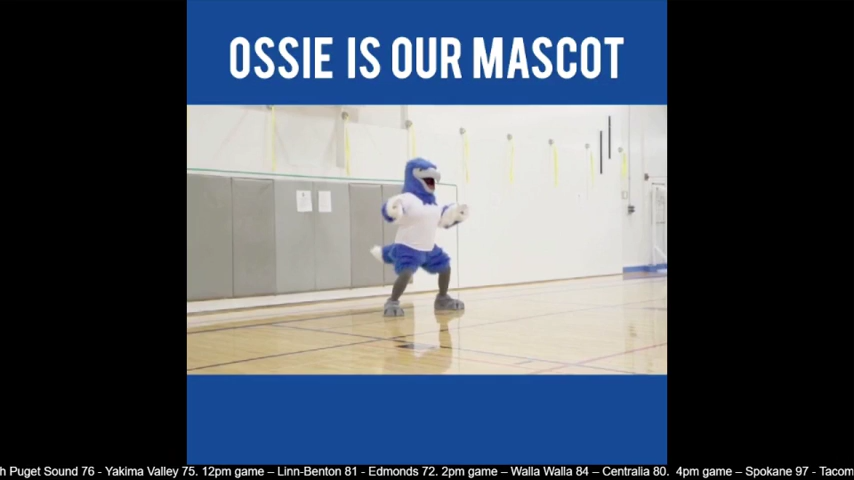 OSSIE IS OUR MASCOT
h Puget Sound 76 - Yakima Valley 75. 12pm game – Linn-Benton 81 - Edmonds 72. 2pm game – Walla Walla 84 – Centralia 80.  4pm game – Spokane 97 - Tacom